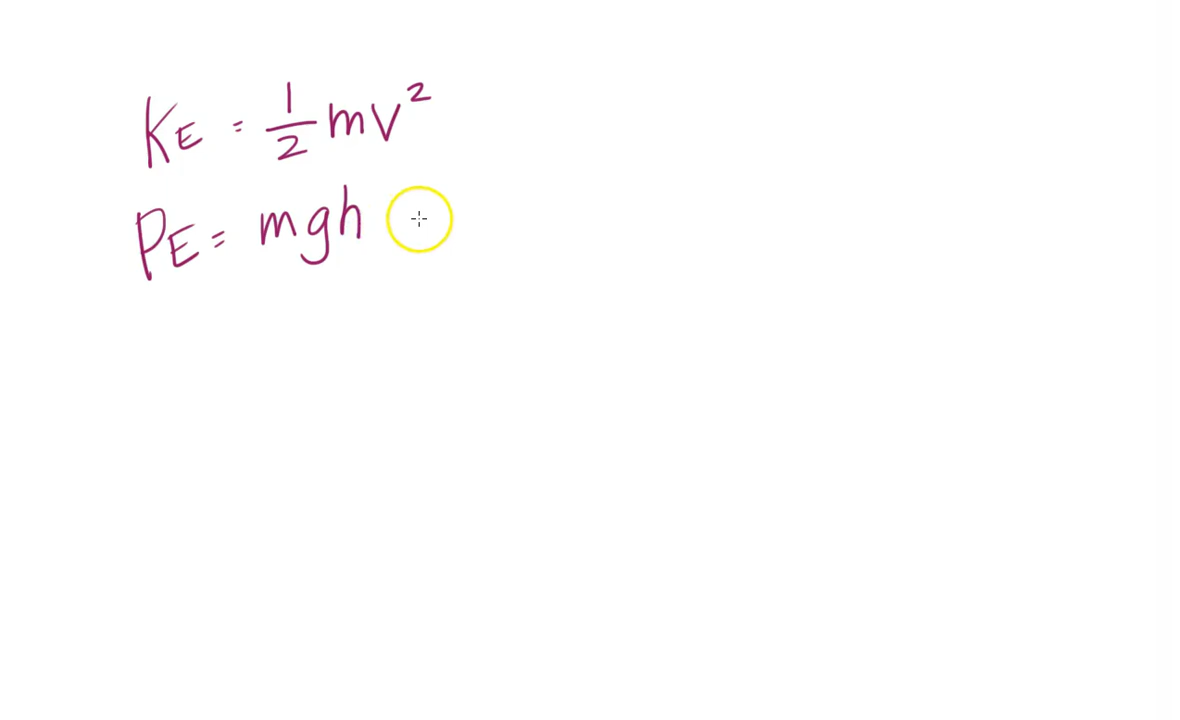 KE = 1/2 mv²
PE = mgh